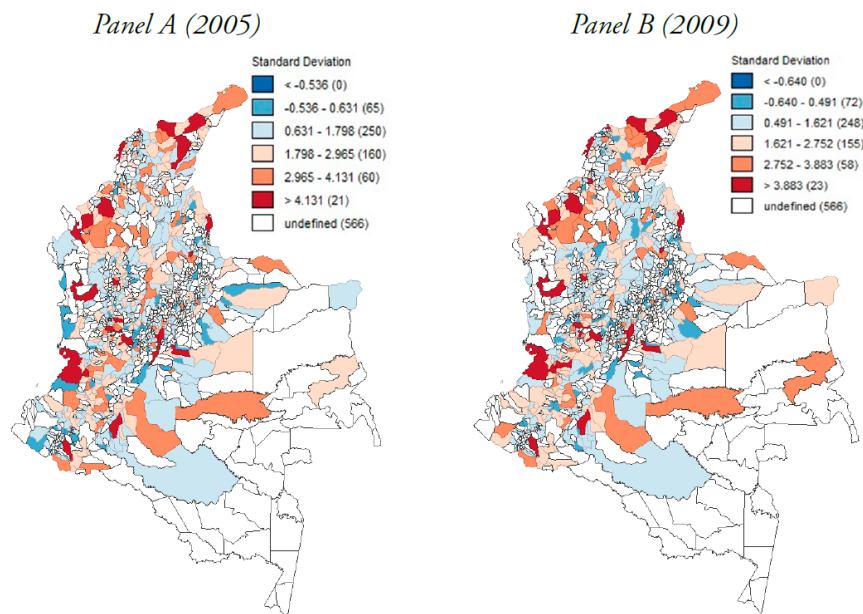 Panel A (2005)
Standard Deviation
< -0.536 (0)
-0.536 - 0.631 (65)
0.631 - 1.798 (250)
1.798 - 2.965 (160)
2.965 - 4.131 (60)
> 4.131 (21)
undefined (566)
Panel B (2009)
Standard Deviation
< -0.640 (0)
-0.640 - 0.491 (72)
0.491 - 1.621 (248)
1.621 - 2.752 (155)
2.752 - 3.883 (58)
> 3.883 (23)
undefined (566)